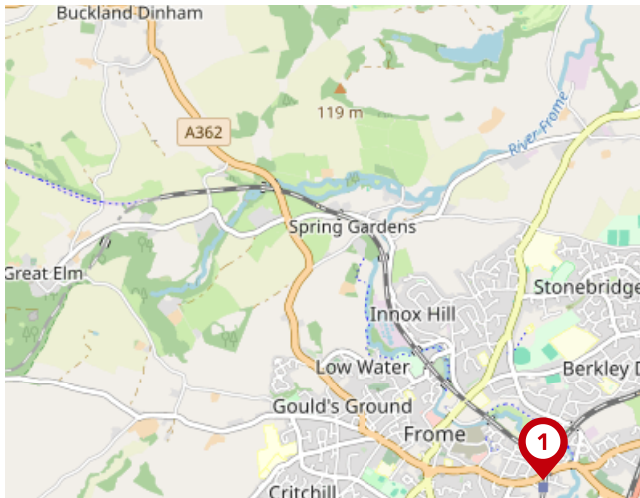 Buckland Dinham
119 m
A362
River Frome
Spring Gardens
Great Elm
Stonebridge
Innox Hill
Low Water
Berkley D
Gould's Ground
Frome
1
Critchill